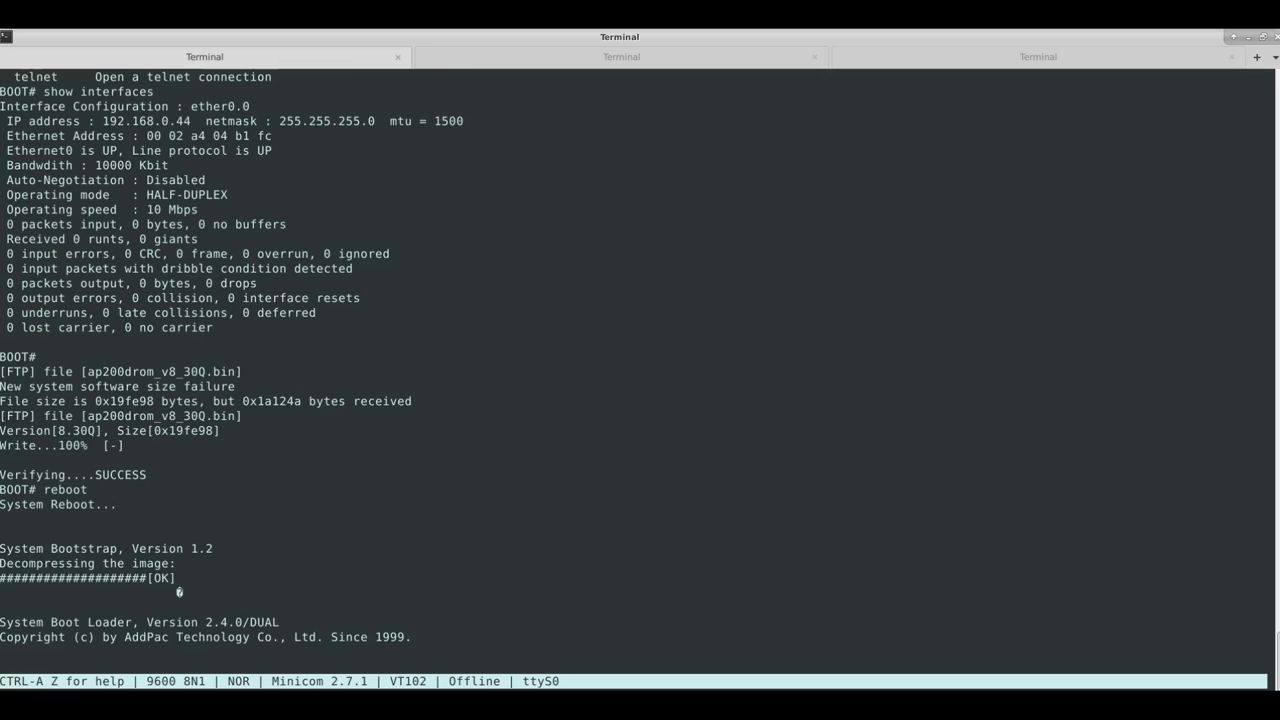 Terminal
Terminal
Terminal
Terminal
  telnet     Open a telnet connection
BOOT# show interfaces
Interface Configuration : ether0.0
 IP address : 192.168.0.44  netmask : 255.255.255.0  mtu = 1500
 Ethernet Address : 00 02 a4 04 b1 fc
 Ethernet0 is UP, Line protocol is UP
 Bandwdith : 10000 Kbit
 Auto-Negotiation : Disabled
 Operating mode   : HALF-DUPLEX
 Operating speed  : 10 Mbps
 0 packets input, 0 bytes, 0 no buffers
 Received 0 runts, 0 giants
 0 input errors, 0 CRC, 0 frame, 0 overrun, 0 ignored
 0 input packets with dribble condition detected
 0 packets output, 0 bytes, 0 drops
 0 output errors, 0 collision, 0 interface resets
 0 underruns, 0 late collisions, 0 deferred
 0 lost carrier, 0 no carrier
BOOT#
[FTP] file [ap200drom_v8_30Q.bin]
New system software size failure
File size is 0x19fe98 bytes, but 0x1a124a bytes received
[FTP] file [ap200drom_v8_30Q.bin]
Version[8.30Q], Size[0x19fe98]
Write...100%  [-]
Verifying....SUCCESS
BOOT# reboot
System Reboot...
System Bootstrap, Version 1.2
Decompressing the image:
####################[OK]
�
System Boot Loader, Version 2.4.0/DUAL
Copyright (c) by AddPac Technology Co., Ltd. Since 1999.
CTRL-A Z for help | 9600 8N1 | NOR | Minicom 2.7.1 | VT102 | Offline | ttyS0